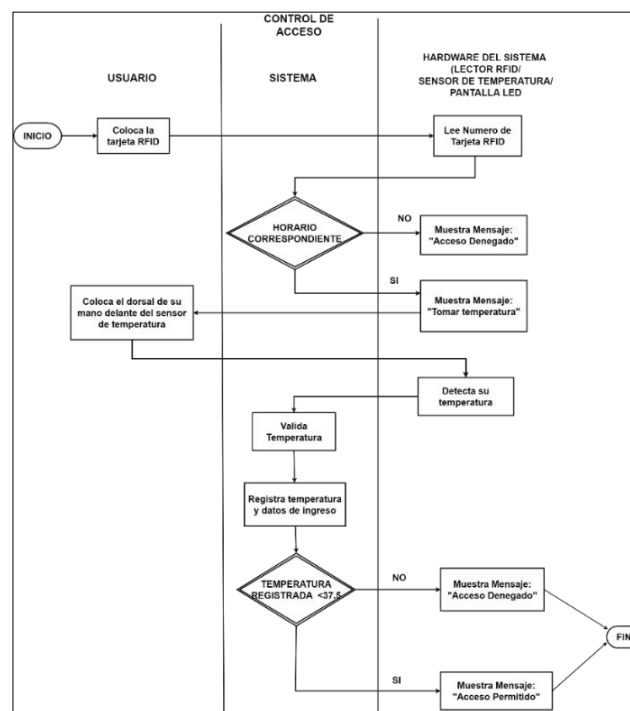 CONTROL DE
ACCESO
USUARIO
SISTEMA
HARDWARE DEL SISTEMA
(LECTOR RFID/
SENSOR DE TEMPERATURA/
PANTALLA LED
INICIO
Coloca la
tarjeta RFID
Lee Numero de
Tarjeta RFID
HORARIO
CORRESPONDIENTE
NO
Muestra Mensaje:
"Acceso Denegado"
SI
Muestra Mensaje:
"Tomar temperatura"
Coloca el dorsal de su
mano delante del sensor
de temperatura
Detecta su
temperatura
Valida
Temperatura
Registra temperatura
y datos de ingreso
TEMPERATURA
REGISTRADA <37.5
NO
Muestra Mensaje:
"Acceso Denegado"
FIN
SI
Muestra Mensaje:
"Acceso Permitido"